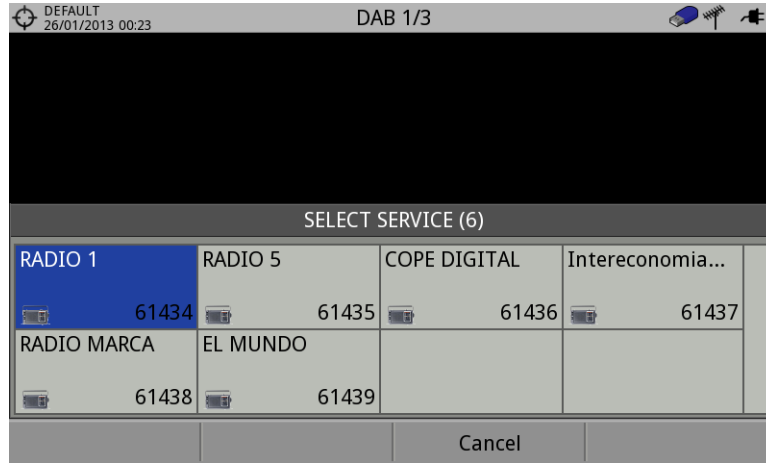 DEFAULT
26/01/2013 00:23
DAB 1/3
SELECT SERVICE (6)
RADIO 1
61434
RADIO 5
61435
COPE DIGITAL
61436
Intereconomia...
61437
RADIO MARCA
61438
EL MUNDO
61439
Cancel